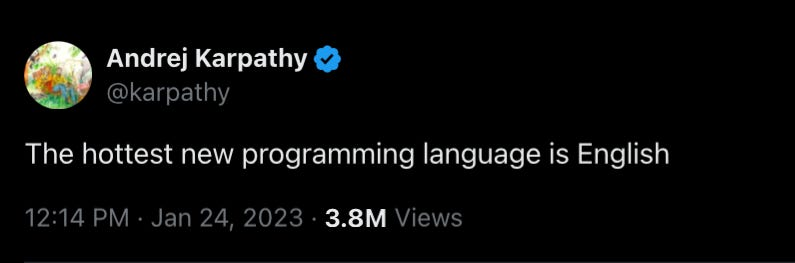 Andrej Karpathy
@karpathy
The hottest new programming language is English
12:14 PM · Jan 24, 2023 · 3.8M Views